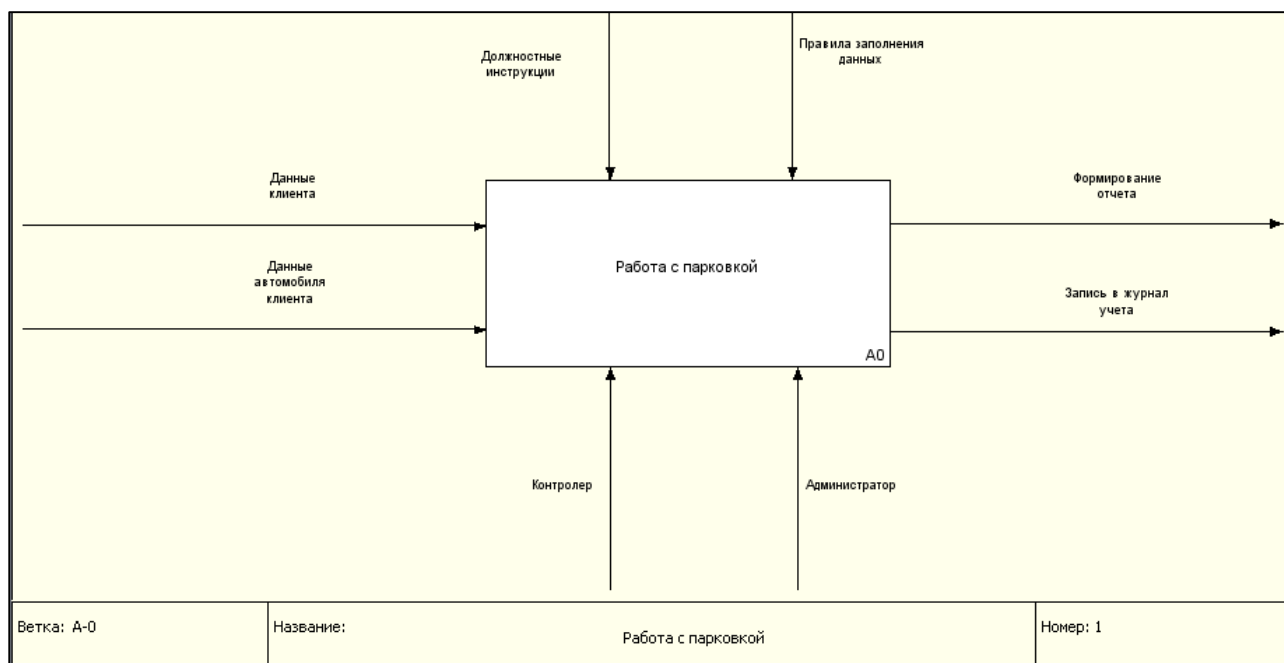 Должностные
инструкции
Правила заполнения
данных
Данные
клиента
Формирование
отчета
Данные
автомобиля
клиента
Работа с парковкой
Запись в журнал
учета
A0
Контролер
Администратор
Ветка: A-0
Название:
Работа с парковкой
Номер: 1